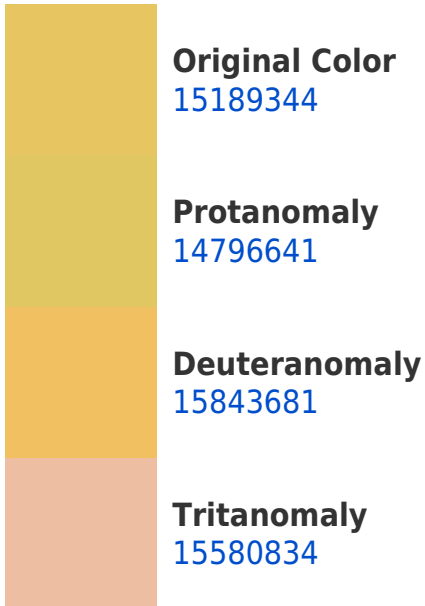 Original Color
15189344
Protanomaly
14796641
Deuteranomaly
15843681
Tritanomaly
15580834